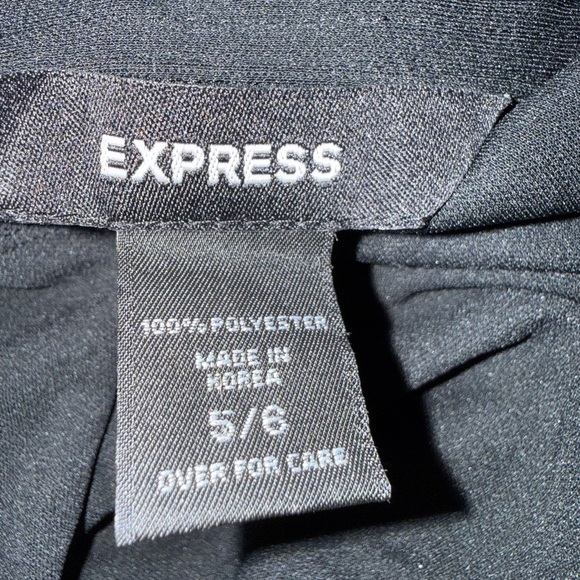 EXPRESS
100% POLYESTER
MADE IN
KOREA
5/6
OVER FOR CARE